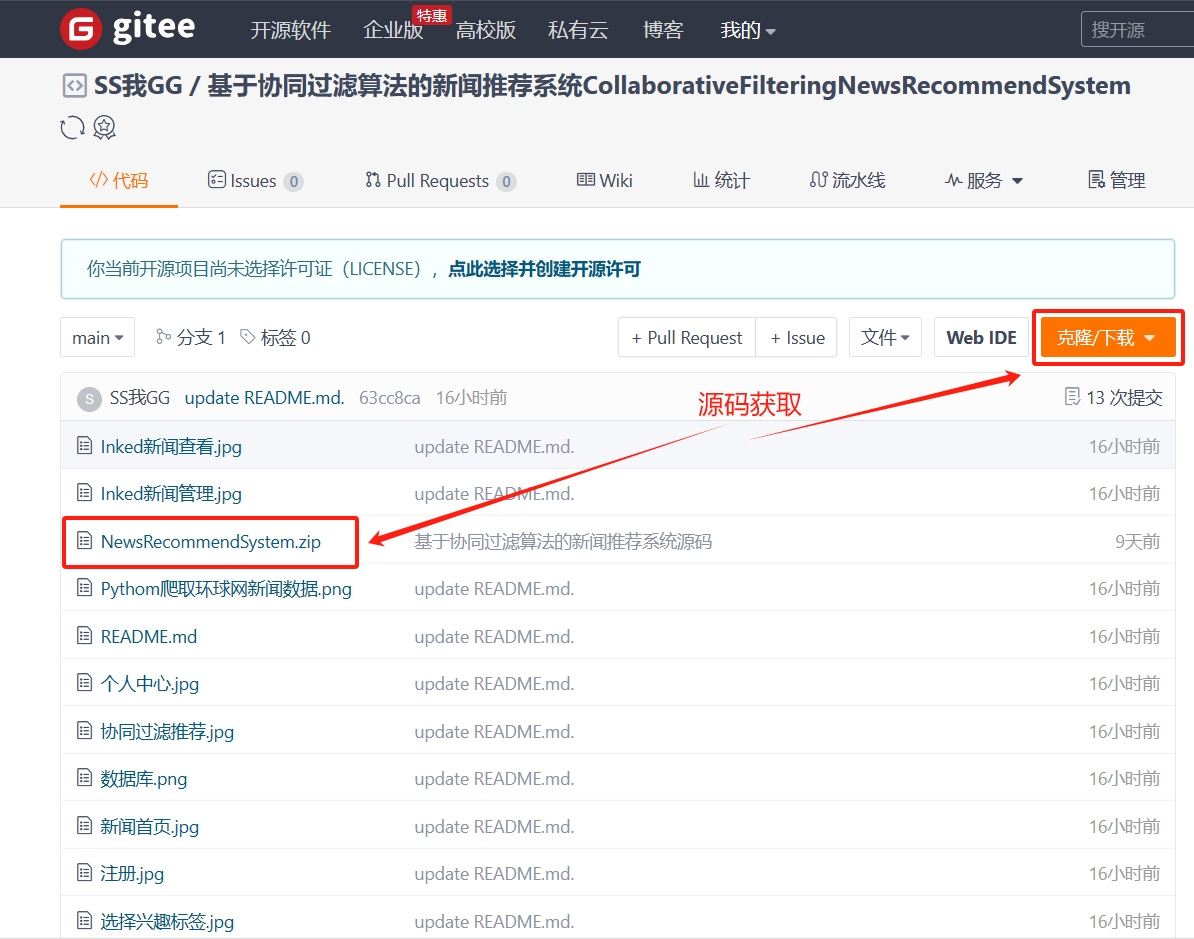 gitee 开源软件 企业版 特惠 高校版 私有云 博客 我的 搜开源
SS我GG / 基于协同过滤算法的新闻推荐系统CollaborativeFilteringNewsRecommendSystem
代码 Issues 0 Pull Requests 0 Wiki 统计 流水线 服务 管理
你当前开源项目尚未选择许可证（LICENSE），点此选择并创建开源许可
main 分支 1 标签 0 + Pull Request + Issue 文件 Web IDE 克隆/下载
S SS我GG update README.md. 63cc8ca 16小时前 13 次提交
源码获取
Inked新闻查看.jpg update README.md. 16小时前
Inked新闻管理.jpg update README.md. 16小时前
NewsRecommendSystem.zip 基于协同过滤算法的新闻推荐系统源码 9天前
Pythom爬取环球网新闻数据.png update README.md. 16小时前
README.md update README.md. 16小时前
个人中心.jpg update README.md. 16小时前
协同过滤推荐.jpg update README.md. 16小时前
数据库.png update README.md. 16小时前
新闻首页.jpg update README.md. 16小时前
注册.jpg update README.md. 16小时前
选择兴趣标签.jpg update README.md. 16小时前